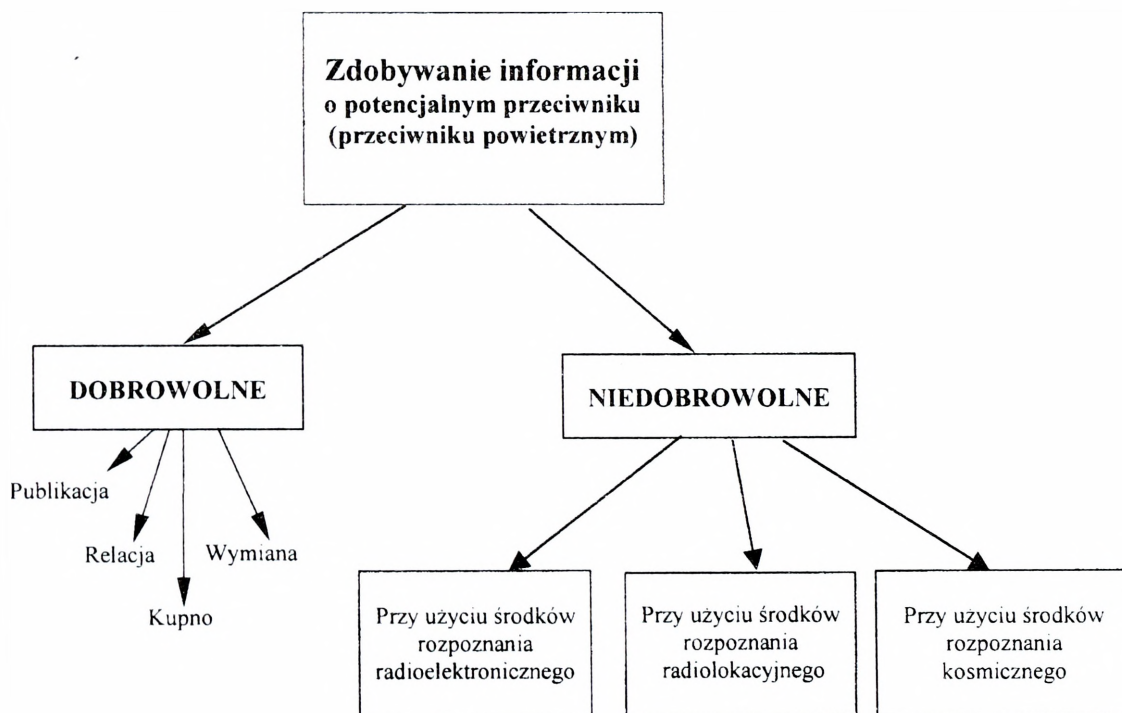 Zdobywanie informacji
o potencjalnym przeciwniku
(przeciwniku powietrznym)
DOBROWOLNE
NIEDOBROWOLNE
Publikacja
Relacja
Wymiana
Kupno
Przy użyciu środków
rozpoznania
radioelektronicznego
Przy użyciu środków
rozpoznania
radiolokacyjnego
Przy użyciu środków
rozpoznania
kosmicznego